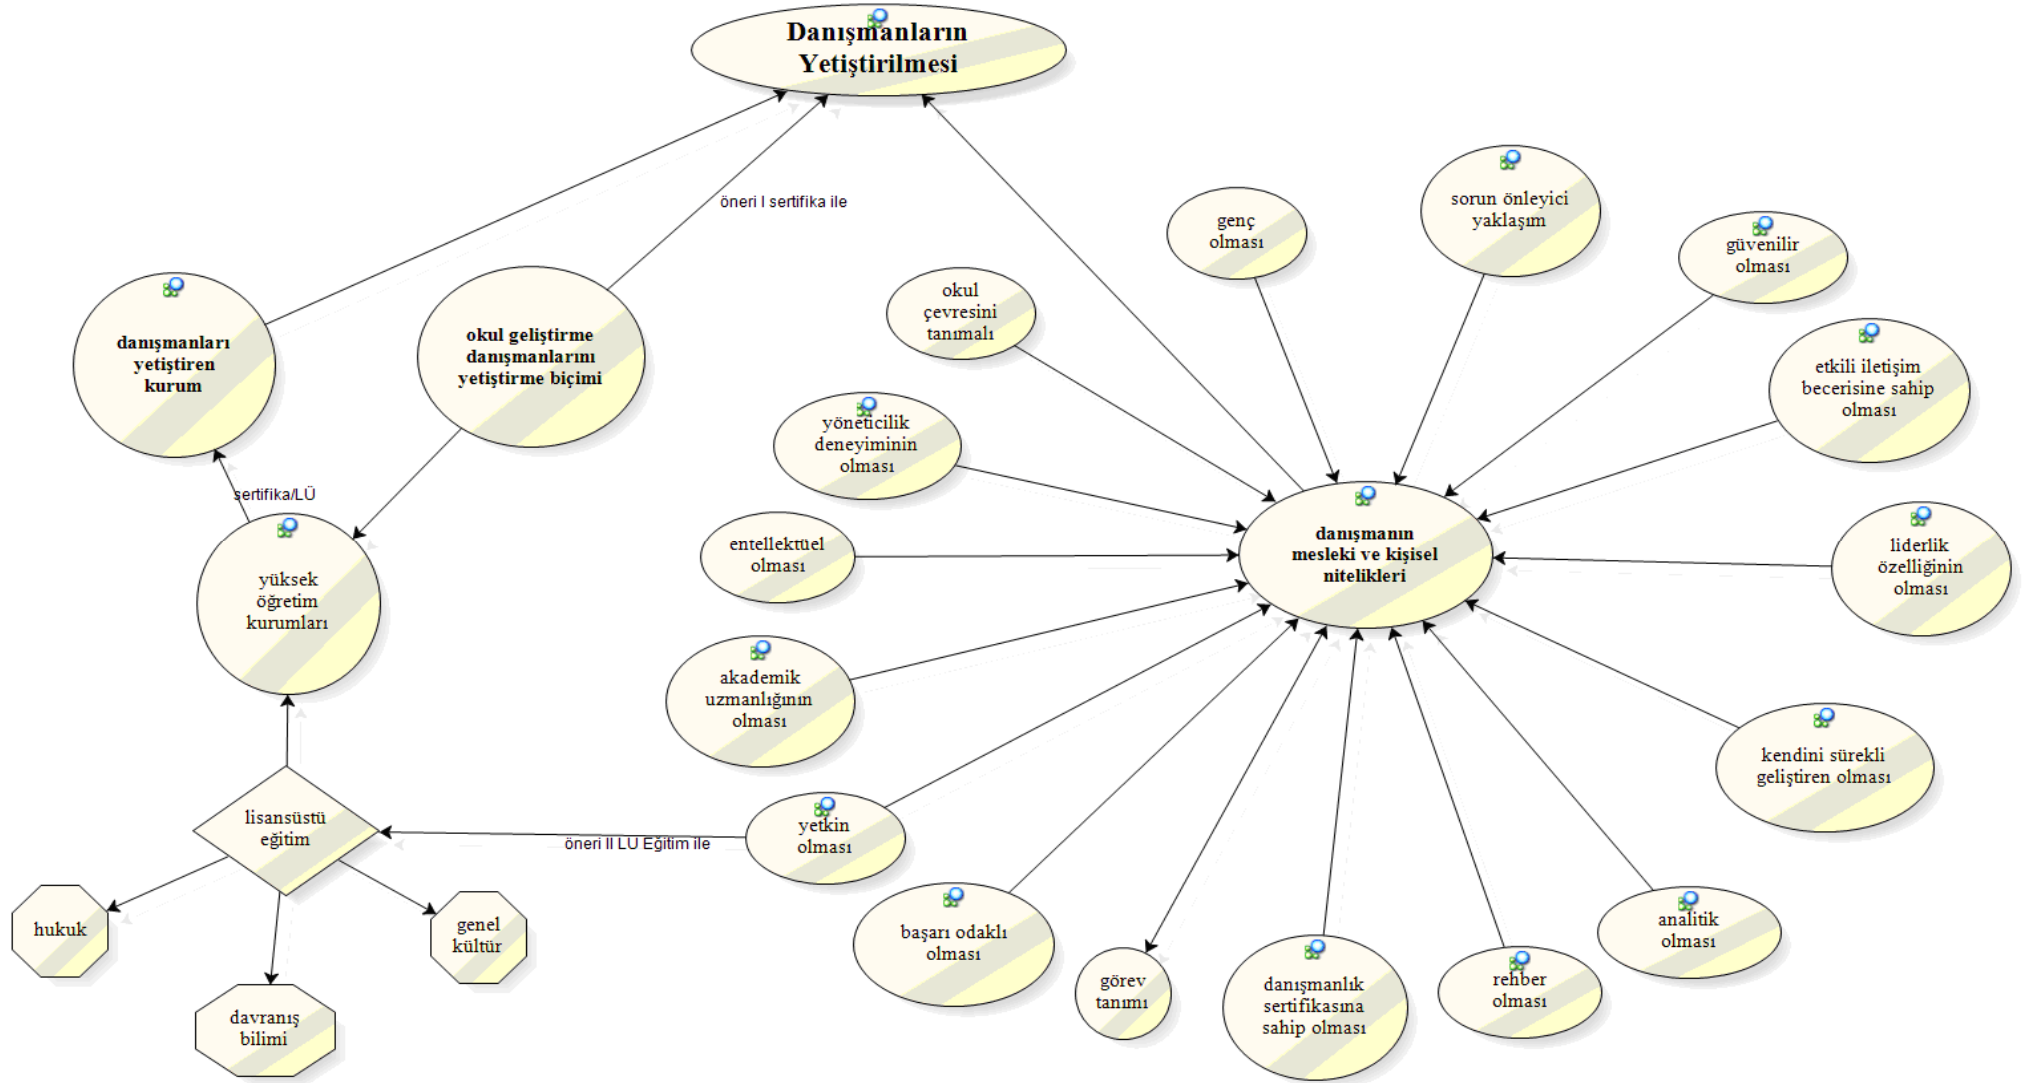 Danışmanların
Yetiştirilmesi
öneri I sertifika ile
genç
olması
sorun önleyici
yaklaşım
güvenilir
olması
okul
çevresini
tanımalı
danışmanları
yetiştiren
kurum
okul geliştirme
danışmanlarını
yetiştirme biçimi
etkili iletişim
becerisine sahip
olması
yöneticilik
deneyiminin
olması
sertifika/LÜ
entellektüel
olması
danışmanın
mesleki ve kişisel
nitelikleri
liderlik
özelliğinin
olması
yüksek
öğretim
kurumları
akademik
uzmanlığının
olması
kendini sürekli
geliştiren olması
lisansüstü
eğitim
öneri II LÜ Eğitim ile
yetkin
olması
hukuk
genel
kültür
davranış
bilimi
başarı odaklı
olması
görev
tanımı
danışmanlık
sertifikasına
sahip olması
rehber
olması
analitik
olması